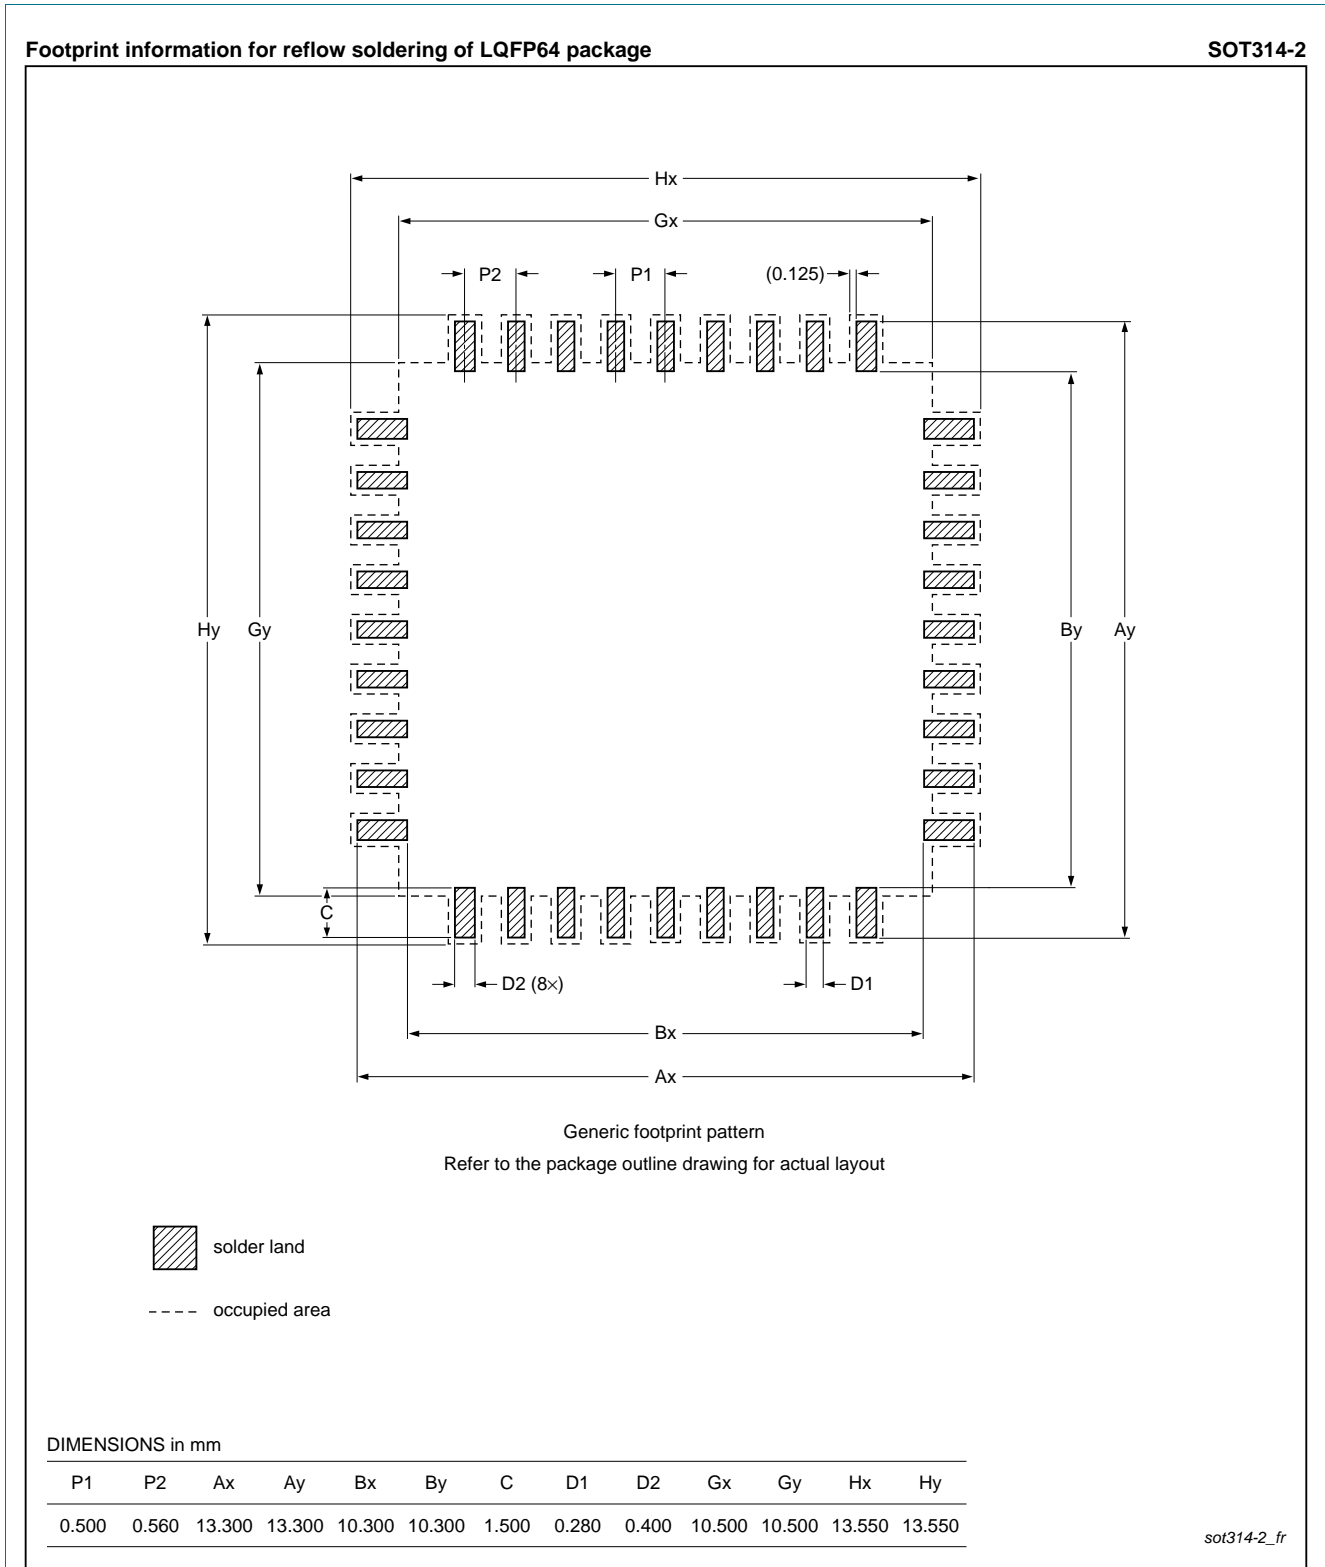 Footprint information for reflow soldering of LQFP64 package SOT314-2
Hx
Gx
P2 P1 (0.125)
Hy Gy By Ay
C
D2 (8×) D1
Bx
Ax
Generic footprint pattern
Refer to the package outline drawing for actual layout
solder land
occupied area
DIMENSIONS in mm
P1 P2 Ax Ay Bx By C D1 D2 Gx Gy Hx Hy
0.500 0.560 13.300 13.300 10.300 10.300 1.500 0.280 0.400 10.500 10.500 13.550 13.550
sot314-2_fr